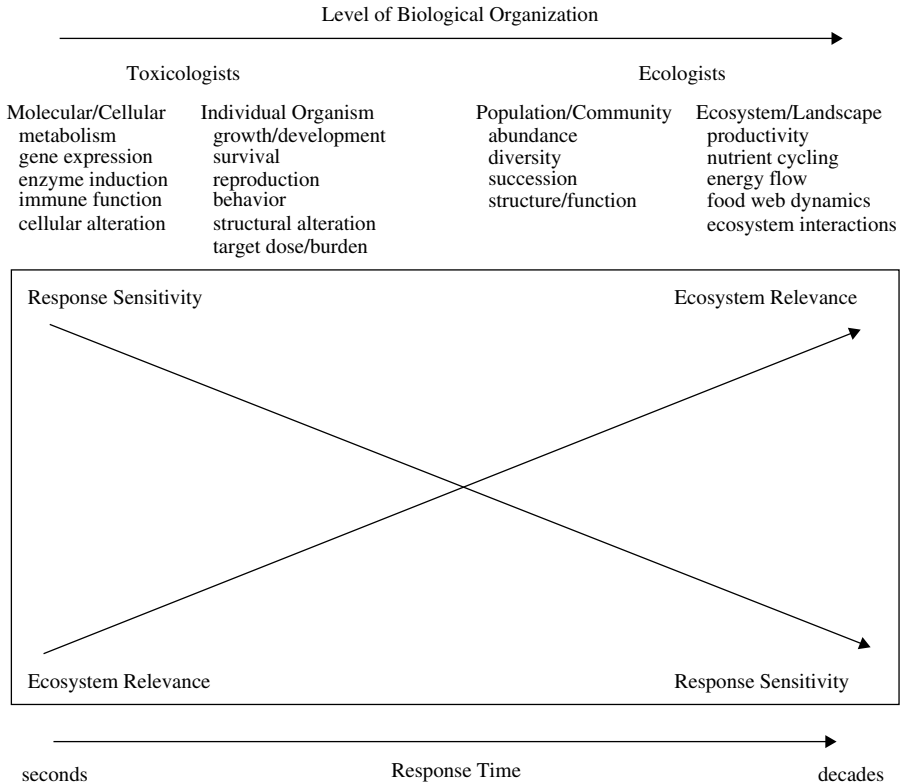 Level of Biological Organization
Toxicologists
Ecologists
Molecular/Cellular
metabolism
gene expression
enzyme induction
immune function
cellular alteration
Individual Organism
growth/development
survival
reproduction
behavior
structural alteration
target dose/burden
Population/Community
abundance
diversity
succession
structure/function
Ecosystem/Landscape
productivity
nutrient cycling
energy flow
food web dynamics
ecosystem interactions
Response Sensitivity
Ecosystem Relevance
Ecosystem Relevance
Response Sensitivity
seconds
Response Time
decades